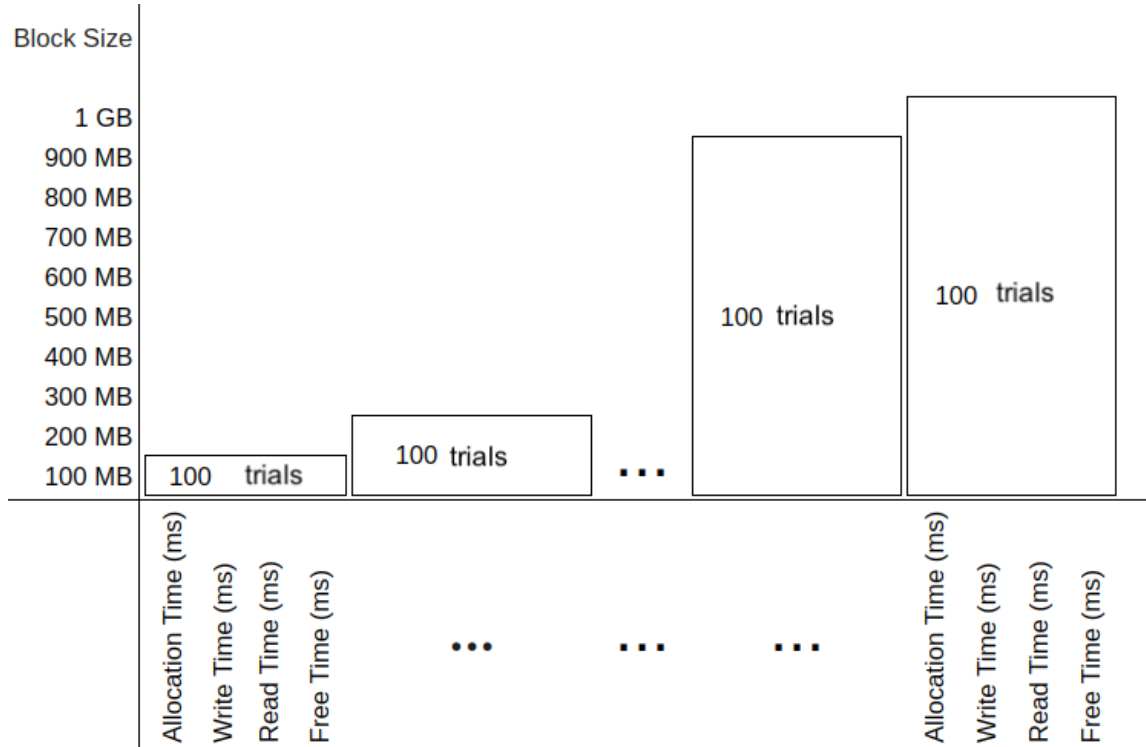 Block Size
1 GB
900 MB
800 MB
700 MB
600 MB
500 MB
400 MB
300 MB
200 MB
100 MB
100 trials
100 trials
...
100 trials
100 trials
Allocation Time (ms)
Write Time (ms)
Read Time (ms)
Free Time (ms)
...
...
...
Allocation Time (ms)
Write Time (ms)
Read Time (ms)
Free Time (ms)